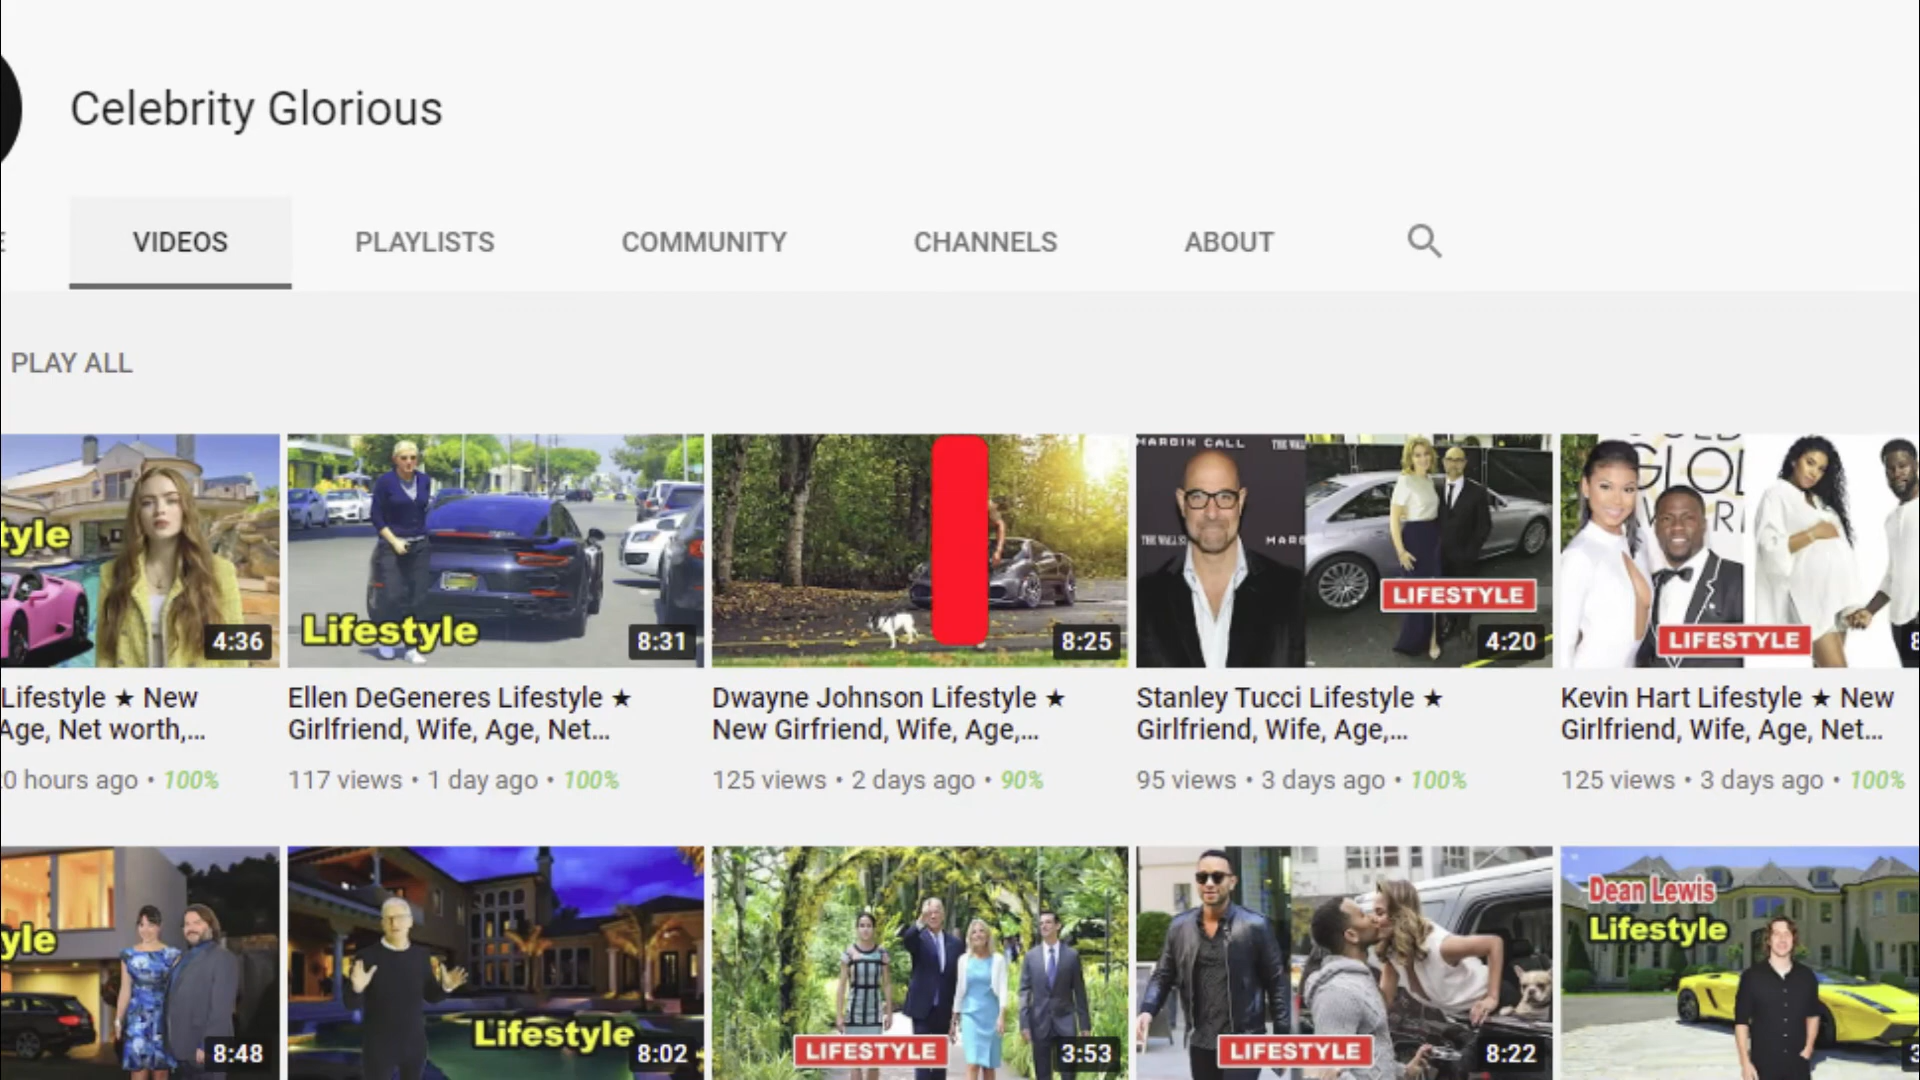 Celebrity Glorious
VIDEOS
PLAYLISTS
COMMUNITY
CHANNELS
ABOUT
PLAY ALL
tyle
4:36
Lifestyle
8:31
8:25
MARGIN CALL
LIFESTYLE
4:20
LIFESTYLE
Lifestyle ★ New
Age, Net worth,...
Ellen DeGeneres Lifestyle ★
Girlfriend, Wife, Age, Net...
Dwayne Johnson Lifestyle ★
New Girfriend, Wife, Age,...
Stanley Tucci Lifestyle ★
Girlfriend, Wife, Age,...
Kevin Hart Lifestyle ★ New
Girlfriend, Wife, Age, Net...
0 hours ago • 100%
117 views • 1 day ago • 100%
125 views • 2 days ago • 90%
95 views • 3 days ago • 100%
125 views • 3 days ago • 100%
yle
8:48
Lifestyle
8:02
LIFESTYLE
3:53
LIFESTYLE
8:22
Dean Lewis
Lifestyle